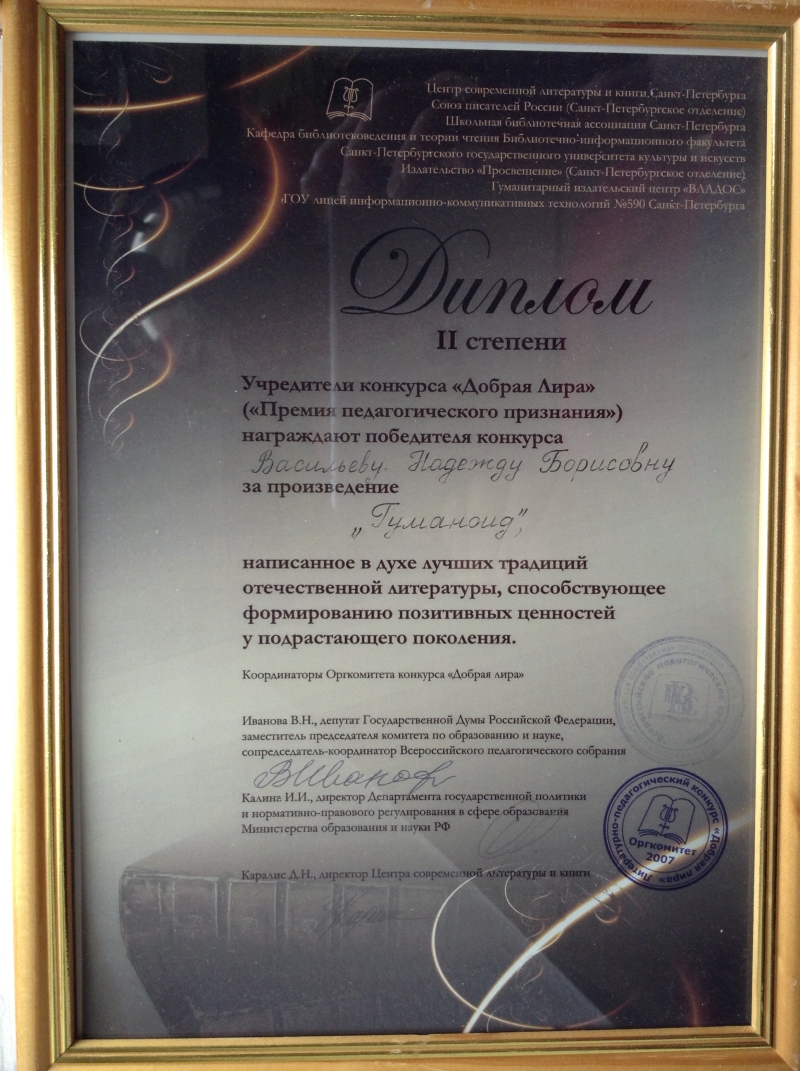 Центр современной литературы и книги, Санкт-Петербурга
Союз писателей России (Санкт-Петербургское отделение)
Школьная библиотечная ассоциация Санкт-Петербурга
Кафедра библиотековедения и теории чтения Библиотечно-информационного факультета
Санкт-Петербургского государственного университета культуры и искусств
Издательство «Просвещение» (Санкт-Петербургское отделение)
Гуманитарный издательский центр «ВЛАДОС»
ГОУ лицей информационно-коммуникативных технологий №590 Санкт-Петербурга
Диплом
II степени
Учредители конкурса «Добрая Лира»
(«Премия педагогического признания»)
награждают победителя конкурса
Васильеву Надежду Борисовну
за произведение
„Гуманоид",
написанное в духе лучших традиций
отечественной литературы, способствующее
формированию позитивных ценностей
у подрастающего поколения.
Координаторы Оргкомитета конкурса «Добрая лира»
Иванова В.Н., депутат Государственной Думы Российской Федерации,
заместитель председателя комитета по образованию и науке,
сопредседатель-координатор Всероссийского педагогического собрания
Калинг И.И., директор Департамента государственной политики
и нормативно-правового регулирования в сфере образования
Министерства образования и науки РФ
Каралис Д.Н., директор Центра современной литературы и книги
Литературно-педагогический конкурс «Добрая лира»
Оргкомитет
2007